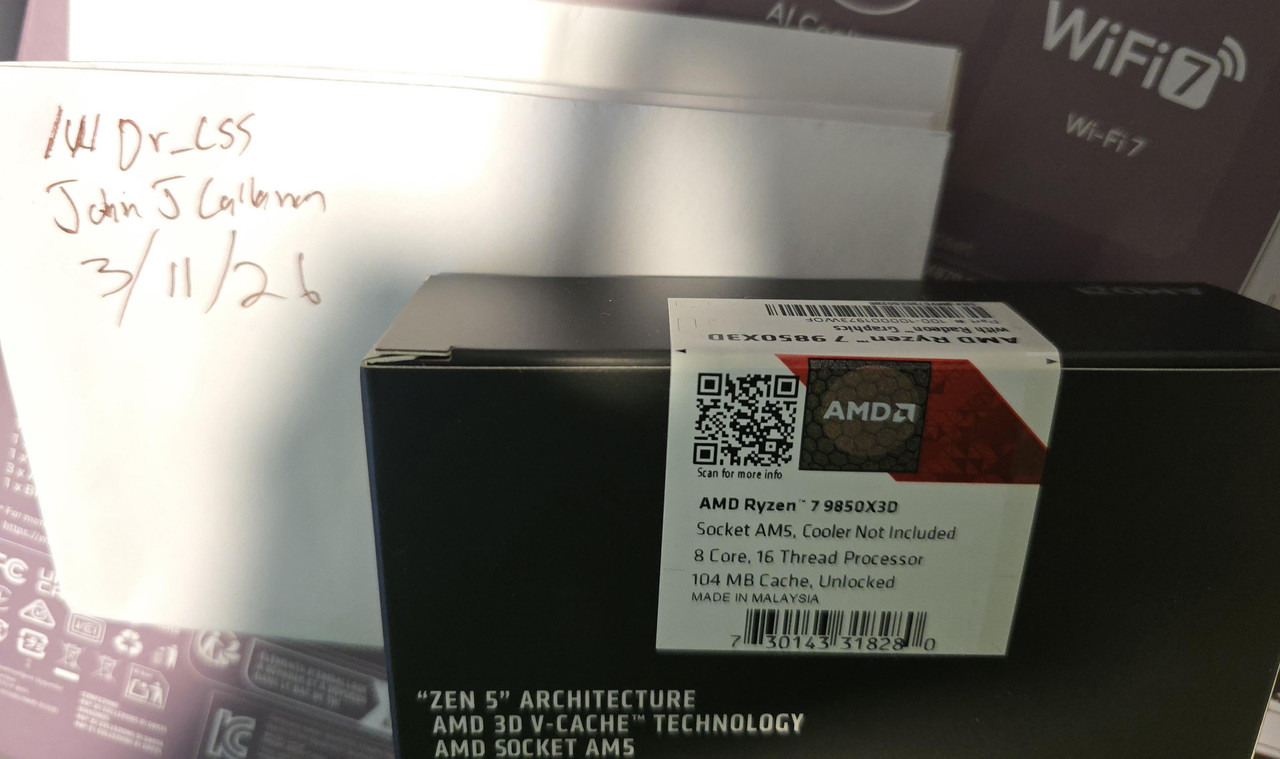 Dr_CSS
John J Callanan
3/11/26
WiFi 7
Wi-Fi 7
AMD Ryzen™ 7 9850X3D
with Radeon™ Graphics
AMD
Scan for more info
AMD Ryzen™ 7 9850X3D
Socket AM5, Cooler Not Included
8 Core, 16 Thread Processor
104 MB Cache, Unlocked
MADE IN MALAYSIA
7 30143 31828 0
“ZEN 5” ARCHITECTURE
AMD 3D V-CACHE™ TECHNOLOGY
AMD SOCKET AM5